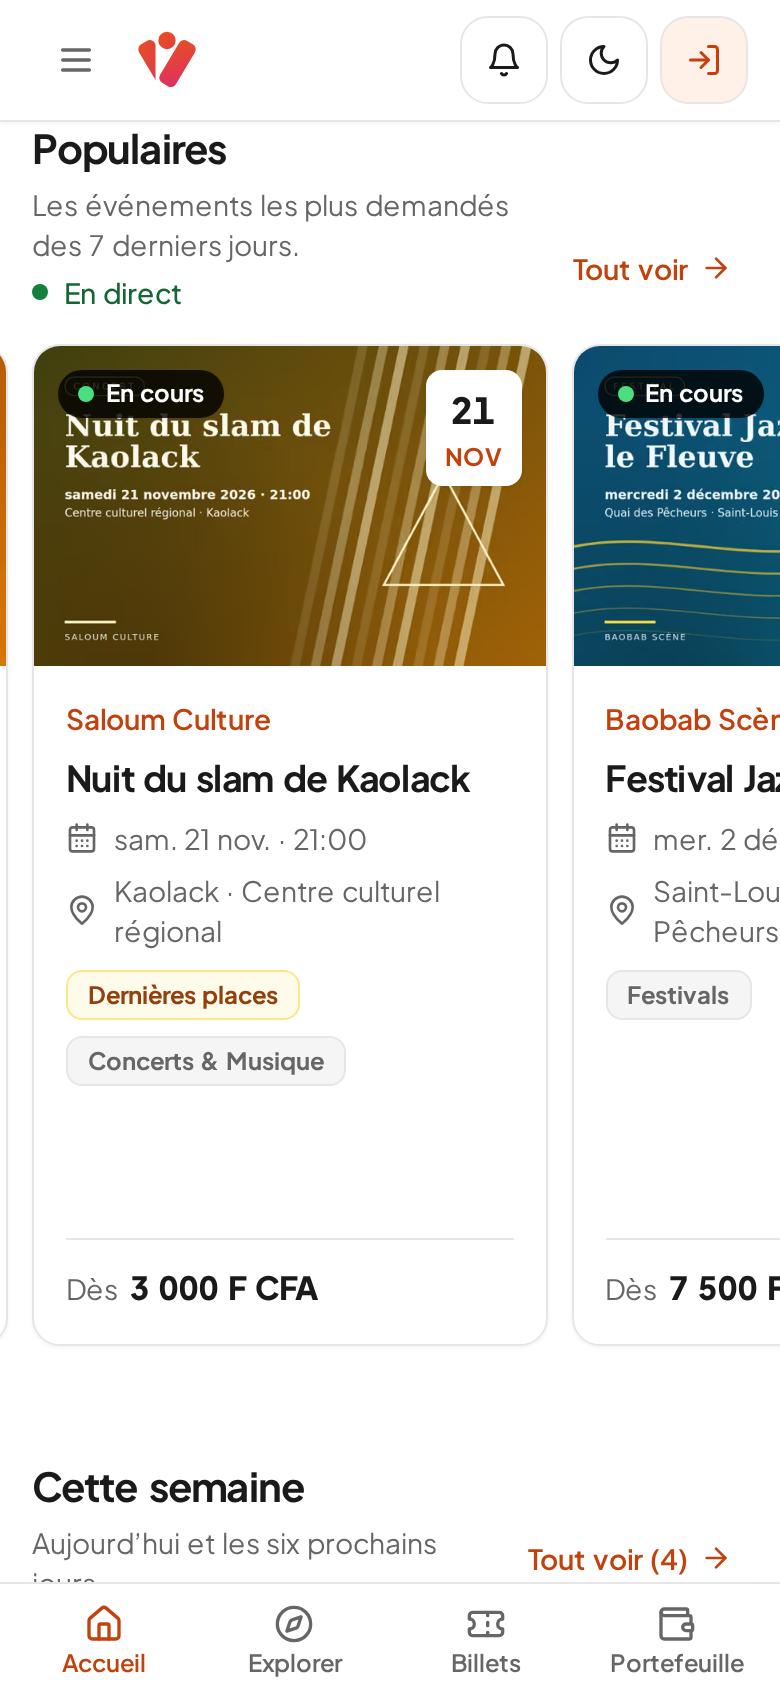 Populaires
Les événements les plus demandés
des 7 derniers jours.
Tout voir
En direct
En cours
21
NOV
Nuit du slam de
Kaolack
samedi 21 novembre 2026 · 21:00
Centre culturel régional · Kaolack
SALOUM CULTURE
Saloum Culture
Nuit du slam de Kaolack
sam. 21 nov. · 21:00
Kaolack · Centre culturel
régional
Dernières places
Concerts & Musique
Dès 3 000 F CFA
En cours
Festival Ja
le Fleuve
mercredi 2 décembre 20
Quai des Pêcheurs · Saint-Louis
BAOBAB SCÈNE
Baobab Scèn
Festival Jaz
mer. 2 dé
Saint-Lou
Pêcheurs
Festivals
Dès 7 500 F
Cette semaine
Aujourd’hui et les six prochains
jours.
Tout voir (4)
Accueil
Explorer
Billets
Portefeuille